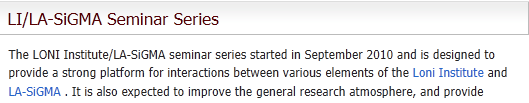 LI/LA-SiGMA Seminar Series
The LONI Institute/LA-SiGMA seminar series started in September 2010 and is designed to
provide a strong platform for interactions between various elements of the Loni Institute and
LA-SiGMA . It is also expected to improve the general research atmosphere, and provide